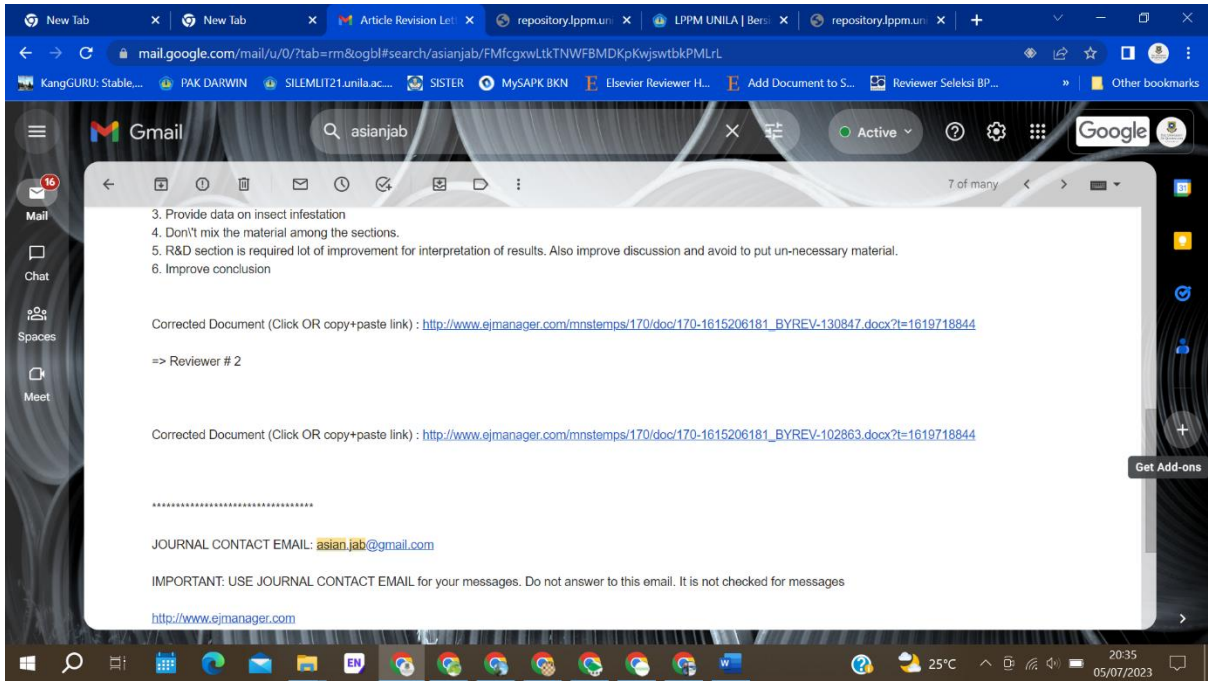 New Tab
New Tab
Article Revision Let
repository.lppm.un
LPPM UNILA | Bersi
repository.lppm.un
mail.google.com/mail/u/0/?tab=rm&ogbl#search/asianjab/FMfcgxwLtkTNWFBMDKpKwjswtbkPMLrL
KangGURU: Stable,...
PAK DARWIN
SILEMLIT21.unila.ac....
SISTER
MySAPK BKN
Elsevier Reviewer H...
Add Document to S...
Reviewer Seleksi BP...
»
Other bookmarks
Gmail
asianjab
Active
Google
16
Mail
Chat
Spaces
Meet
7 of many
31
3. Provide data on insect infestation
4. Don\'t mix the material among the sections.
5. R&D section is required lot of improvement for interpretation of results. Also improve discussion and avoid to put un-necessary material.
6. Improve conclusion
Corrected Document (Click OR copy+paste link) : http://www.ejmanager.com/mnstemps/170/doc/170-1615206181_BYREV-130847.docx?t=1619718844
=> Reviewer # 2
Corrected Document (Click OR copy+paste link) : http://www.ejmanager.com/mnstemps/170/doc/170-1615206181_BYREV-102863.docx?t=1619718844
Get Add-ons
**********************************
JOURNAL CONTACT EMAIL: asian.jab@gmail.com
IMPORTANT: USE JOURNAL CONTACT EMAIL for your messages. Do not answer to this email. It is not checked for messages
http://www.ejmanager.com
EN
25°C
20:35
05/07/2023